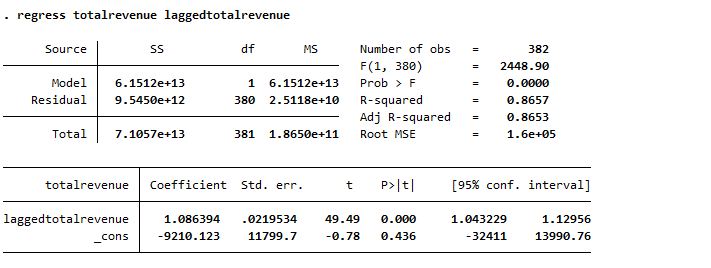 . regress totalrevenue laggedtotalrevenue
Source SS df MS Number of obs = 382
F(1, 380) = 2448.90
Model 6.1512e+13 1 6.1512e+13 Prob > F = 0.0000
Residual 9.5450e+12 380 2.5118e+10 R-squared = 0.8657
Adj R-squared = 0.8653
Total 7.1057e+13 381 1.8650e+11 Root MSE = 1.6e+05
totalrevenue Coefficient Std. err. t P>|t| [95% conf. interval]
laggedtotalrevenue 1.086394 .0219534 49.49 0.000 1.043229 1.12956
_cons -9210.123 11799.7 -0.78 0.436 -32411 13990.76